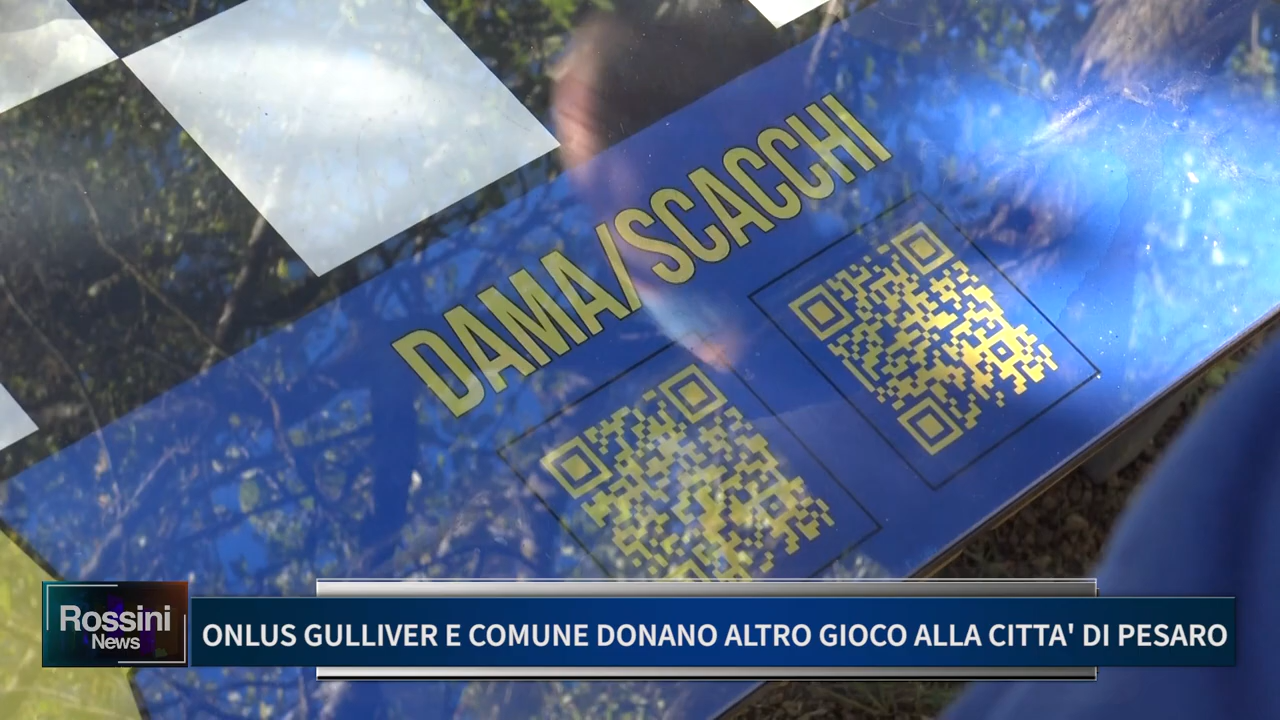 DAMA/SCACCHI
Rossini
News
ONLUS GULLIVER E COMUNE DONANO ALTRO GIOCO ALLA CITTA' DI PESARO